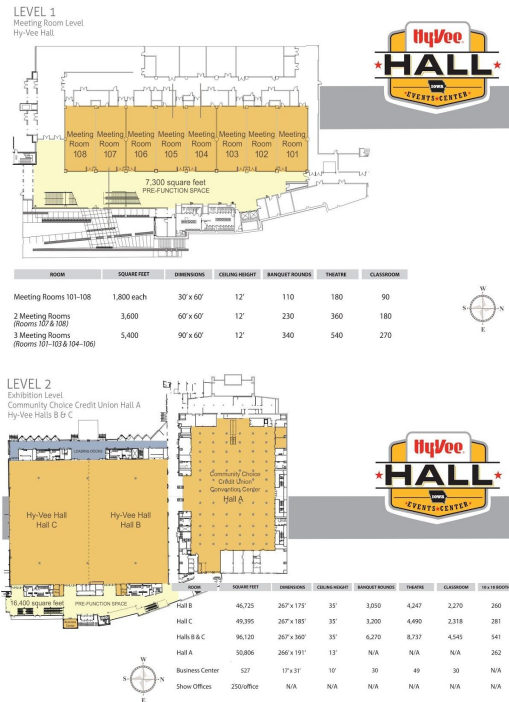 LEVEL 1
Meeting Room Level
Hy-Vee Hall
HyVee
HALL
IOWA
EVENTS CENTER
Meeting Room 108
Meeting Room 107
Meeting Room 106
Meeting Room 105
Meeting Room 104
Meeting Room 103
Meeting Room 102
Meeting Room 101
7,300 square feet
PRE-FUNCTION SPACE
ROOM SQUARE FEET DIMENSIONS CEILING HEIGHT BANQUET ROUNDS THEATRE CLASSROOM
Meeting Rooms 101–108 1,800 each 30' x 60' 12' 110 180 90
2 Meeting Rooms 3,600 60' x 60' 12' 230 360 180
(Rooms 107 & 108)
3 Meeting Rooms 5,400 90' x 60' 12' 340 540 270
(Rooms 101–103 & 104–106)
W
S N
E
LEVEL 2
Exhibition Level
Community Choice Credit Union Hall A
Hy-Vee Halls B & C
HyVee
HALL
IOWA
EVENTS CENTER
LOADING DOCKS
Hy-Vee Hall
Hall C
Hy-Vee Hall
Hall B
Community Choice
Credit Union
Convention Center
Hall A
16,400 square feet PRE-FUNCTION SPACE
ROOM SQUARE FEET DIMENSIONS CEILING HEIGHT BANQUET ROUNDS THEATRE CLASSROOM 10 x 10 BOOTH
Hall B 46,725 267' x 175' 35' 3,050 4,247 2,270 260
Hall C 49,395 267' x 185' 35' 3,200 4,490 2,318 281
Halls B & C 96,120 267' x 360' 35' 6,270 8,737 4,545 541
Hall A 50,806 266' x 191' 13' N/A N/A N/A 262
Business Center 527 17' x 31' 10' 30 49 30 N/A
Show Offices 250/office N/A N/A N/A N/A N/A N/A
W
S N
E